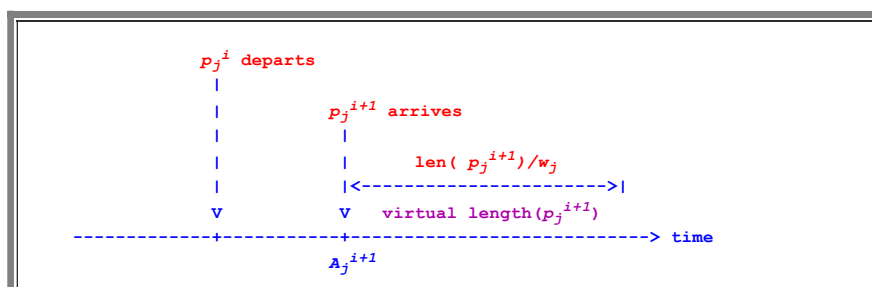 p_j^i departs
|
| p_j^{i+1} arrives
| |
| | len( p_j^{i+1})/w_j
| |<----------------------->|
v v virtual length(p_j^{i+1})
-------------+-----------+----------------------------> time
A_j^{i+1}